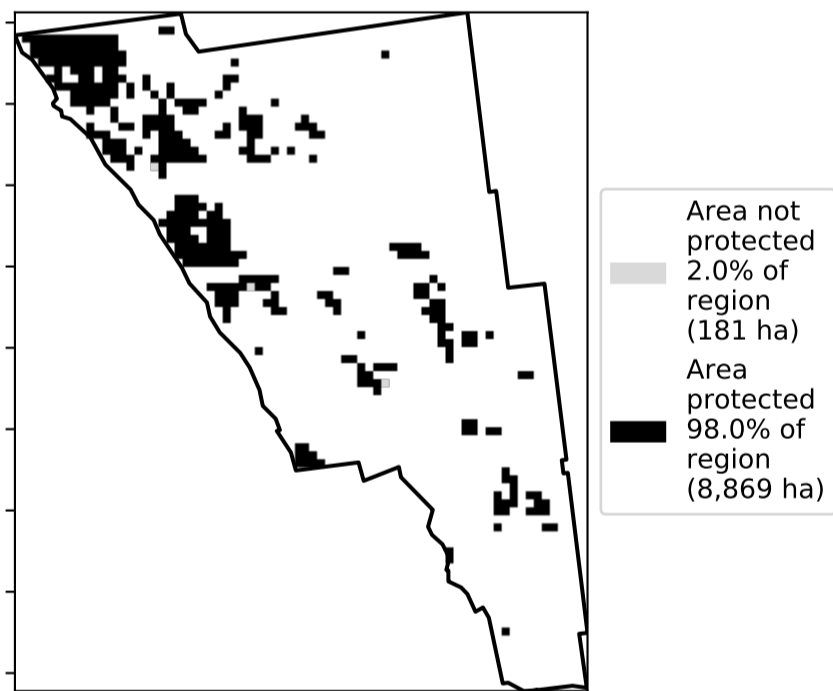 Area not
protected
2.0% of
region
(181 ha)
Area
protected
98.0% of
region
(8,869 ha)